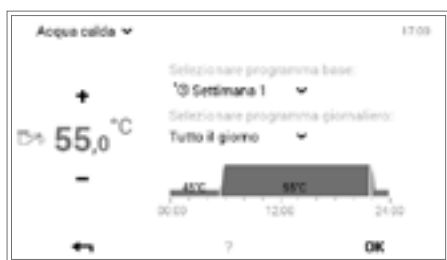 Acqua calda
17:00
Selezionare programma base:
Settimana 1
Selezionare programma giornaliero:
Tutto il giorno
+
55,0 °C
−
45°C 55°C
00:00 12:00 24:00
? OK